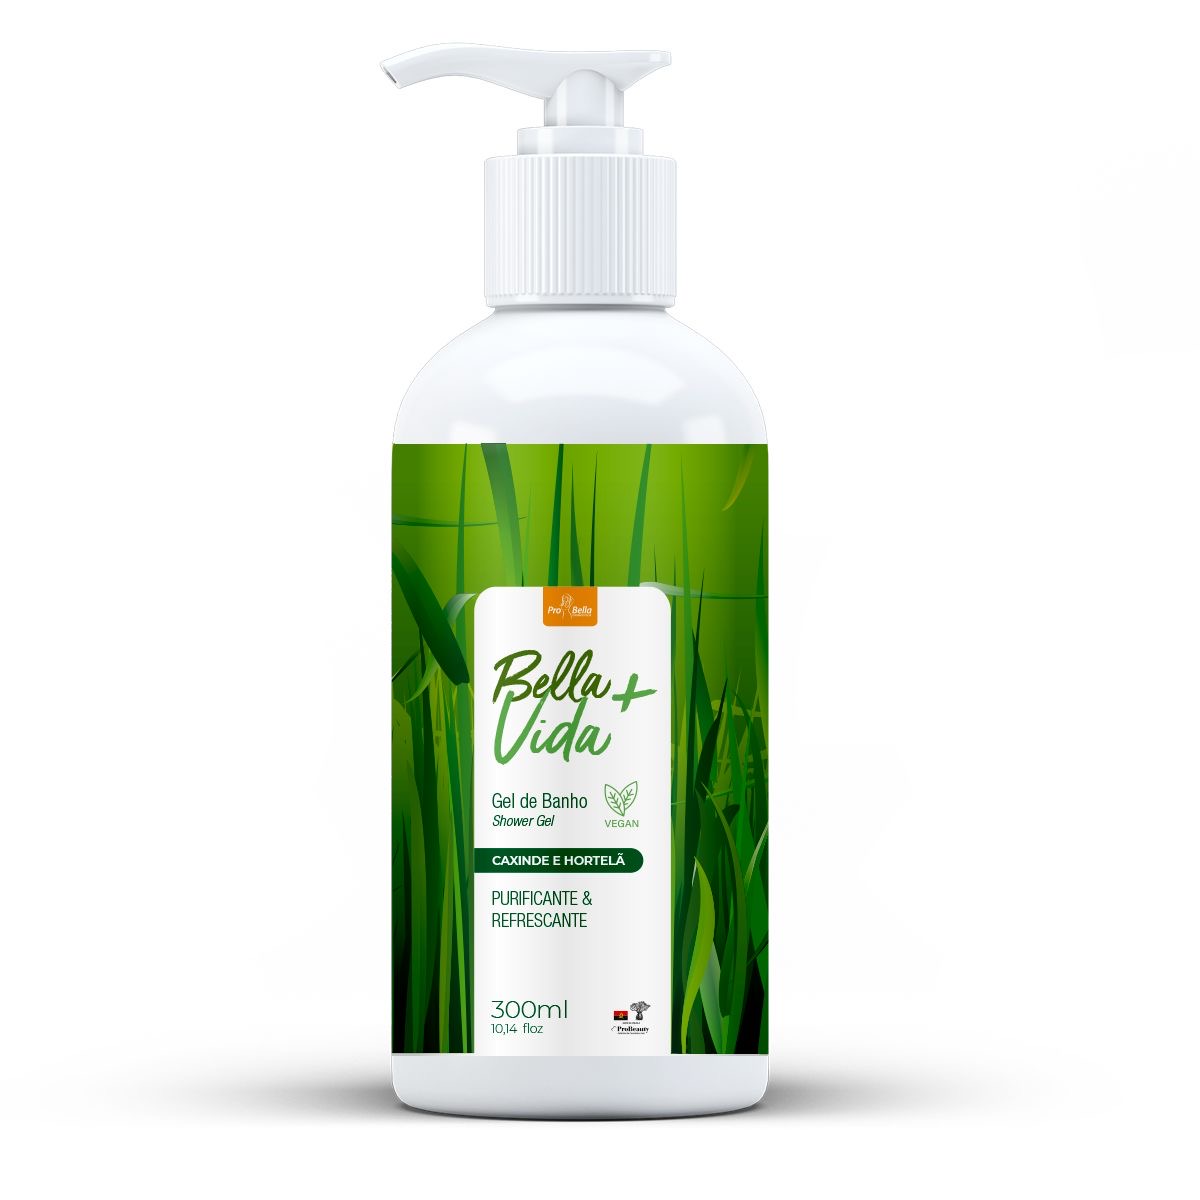 Pro Bella
Bella +
Vida
Gel de Banho
Shower Gel
VEGAN
CAXINDE E HORTELÃ
PURIFICANTE &
REFRESCANTE
300ml
10,14 floz
ProBeauty